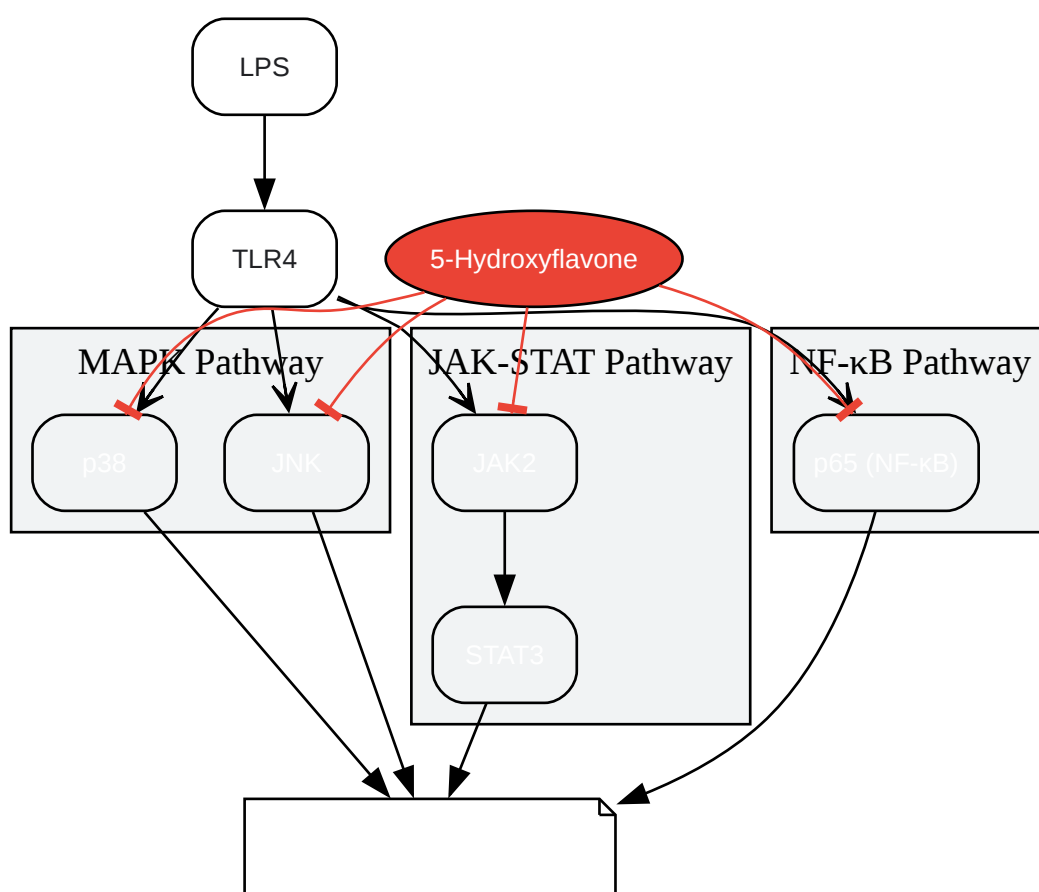 LPS
TLR4
5-Hydroxyflavone
MAPK Pathway
JAK-STAT Pathway
NF-κB Pathway
p38
JNK
JAK2
p65 (NF-κB)
STAT3